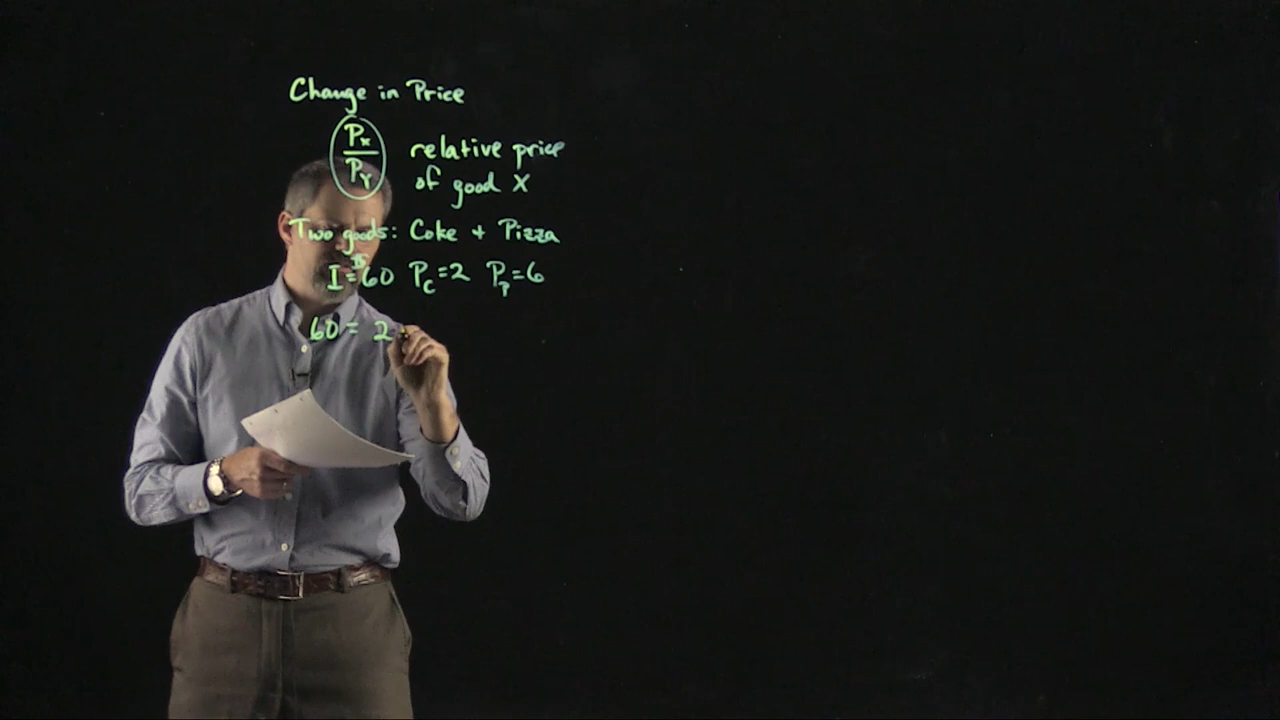 Change in Price
Px
PY
relative price
of good X
Two goods: Coke + Pizza
I = $60 Pc = 2 Pp = 6
60 = 2